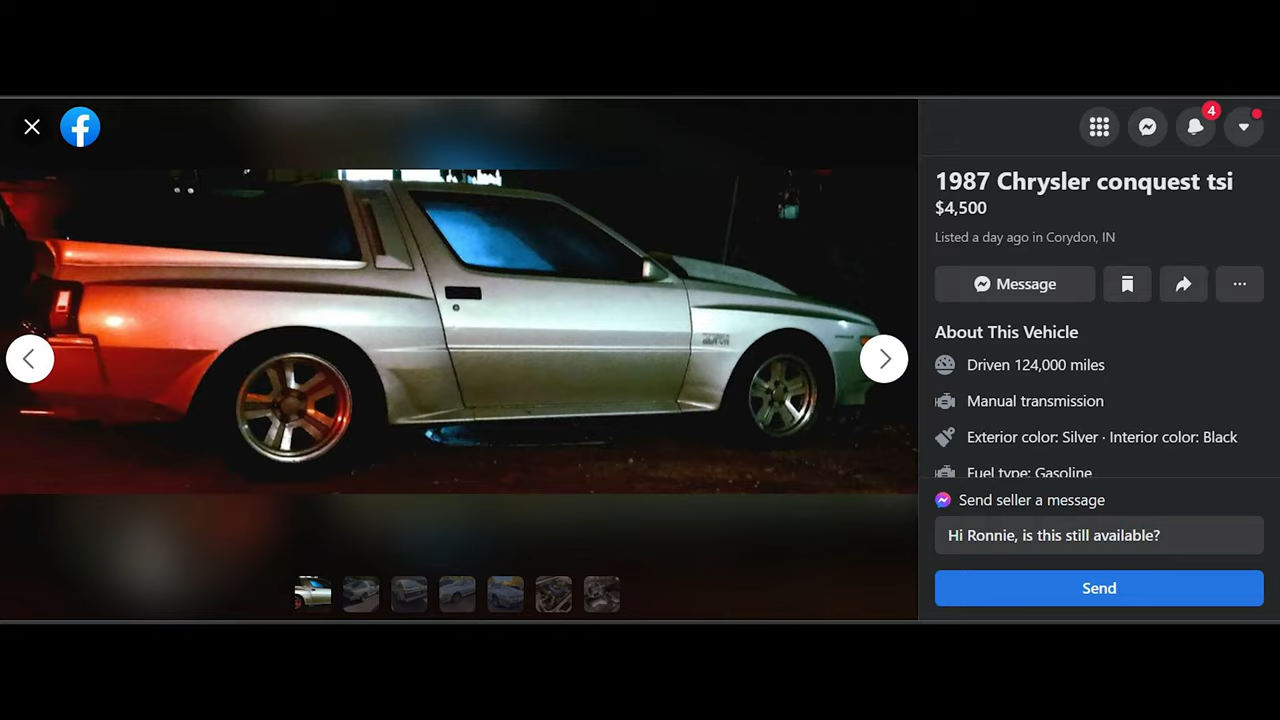 4
1987 Chrysler conquest tsi
$4,500
Listed a day ago in Corydon, IN
Message
About This Vehicle
Driven 124,000 miles
Manual transmission
Exterior color: Silver · Interior color: Black
Fuel type: Gasoline
Send seller a message
Hi Ronnie, is this still available?
Send